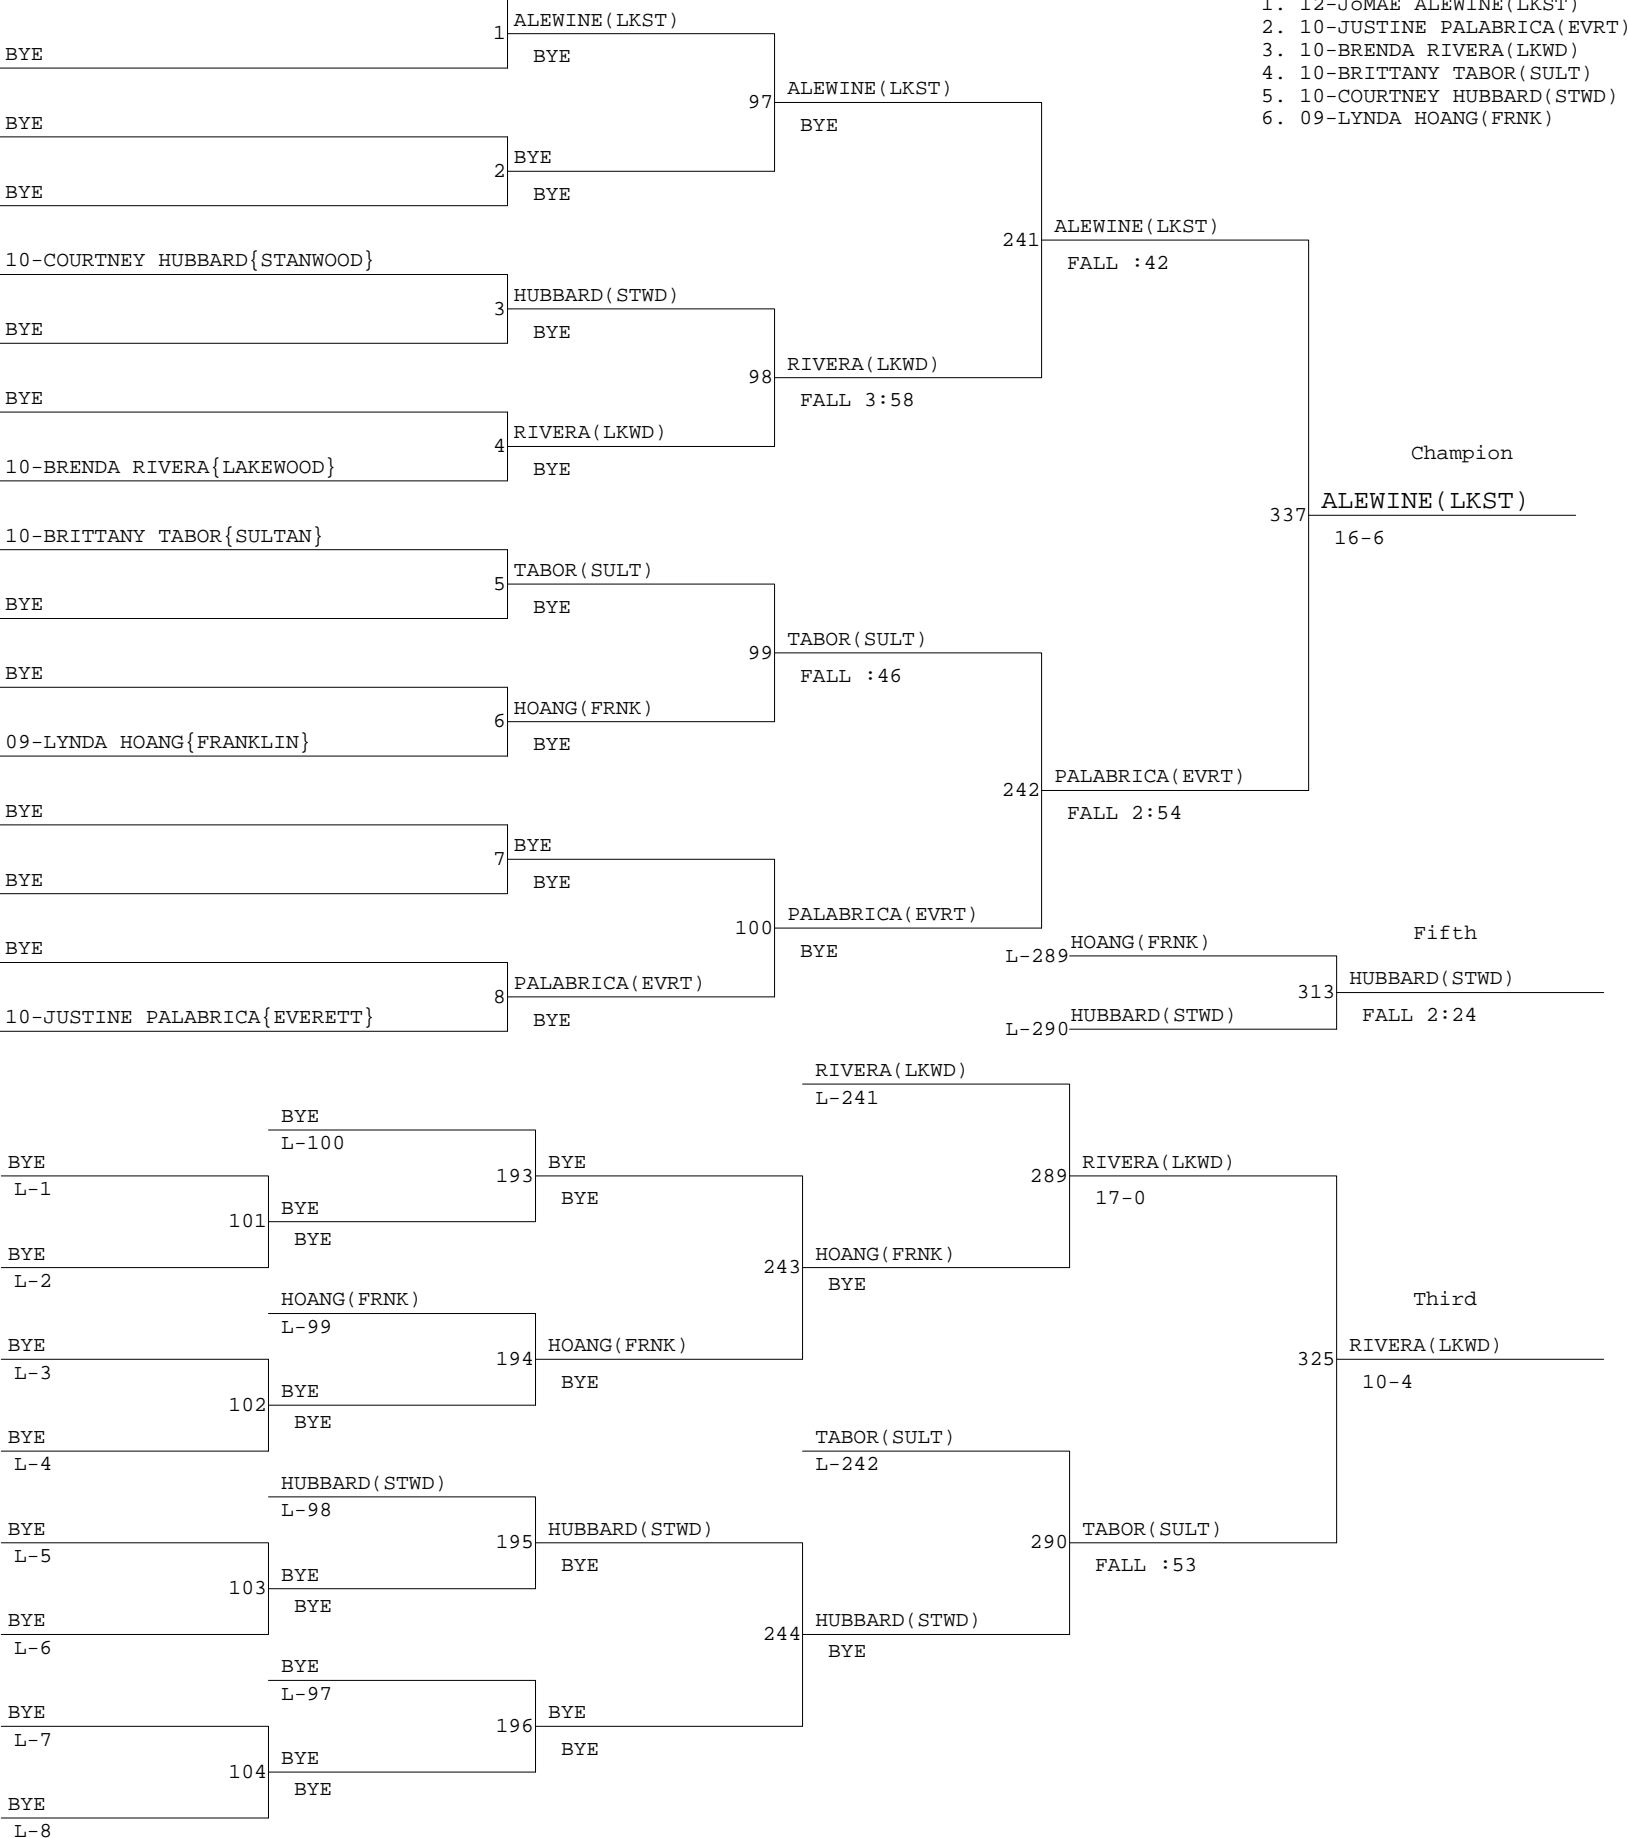 1. 12-JoMAE ALEWINE(LKST)
2. 10-JUSTINE PALABRICA(EVRT)
3. 10-BRENDA RIVERA(LKWD)
4. 10-BRITTANY TABOR(SULT)
5. 10-COURTNEY HUBBARD(STWD)
6. 09-LYNDA HOANG(FRNK)
BYE
BYE
BYE
10-COURTNEY HUBBARD{STANWOOD}
BYE
BYE
10-BRENDA RIVERA{LAKEWOOD}
10-BRITTANY TABOR{SULTAN}
BYE
BYE
09-LYNDA HOANG{FRANKLIN}
BYE
BYE
BYE
10-JUSTINE PALABRICA{EVERETT}
1 ALEWINE(LKST)
BYE
2 BYE
BYE
3 HUBBARD(STWD)
BYE
4 RIVERA(LKWD)
BYE
5 TABOR(SULT)
BYE
6 HOANG(FRNK)
BYE
7 BYE
BYE
8 PALABRICA(EVRT)
BYE
97 ALEWINE(LKST)
BYE
98 RIVERA(LKWD)
FALL 3:58
99 TABOR(SULT)
FALL :46
100 PALABRICA(EVRT)
BYE
241 ALEWINE(LKST)
FALL :42
242 PALABRICA(EVRT)
FALL 2:54
Champion
337 ALEWINE(LKST)
16-6
L-289 HOANG(FRNK)
L-290 HUBBARD(STWD)
Fifth
313 HUBBARD(STWD)
FALL 2:24
BYE
L-1
BYE
L-2
BYE
L-3
BYE
L-4
BYE
L-5
BYE
L-6
BYE
L-7
BYE
L-8
BYE
L-100
101 BYE
BYE
HOANG(FRNK)
L-99
102 BYE
BYE
HUBBARD(STWD)
L-98
103 BYE
BYE
BYE
L-97
104 BYE
BYE
193 BYE
BYE
194 HOANG(FRNK)
BYE
195 HUBBARD(STWD)
BYE
196 BYE
BYE
RIVERA(LKWD)
L-241
243 HOANG(FRNK)
BYE
TABOR(SULT)
L-242
244 HUBBARD(STWD)
BYE
289 RIVERA(LKWD)
17-0
290 TABOR(SULT)
FALL :53
Third
325 RIVERA(LKWD)
10-4